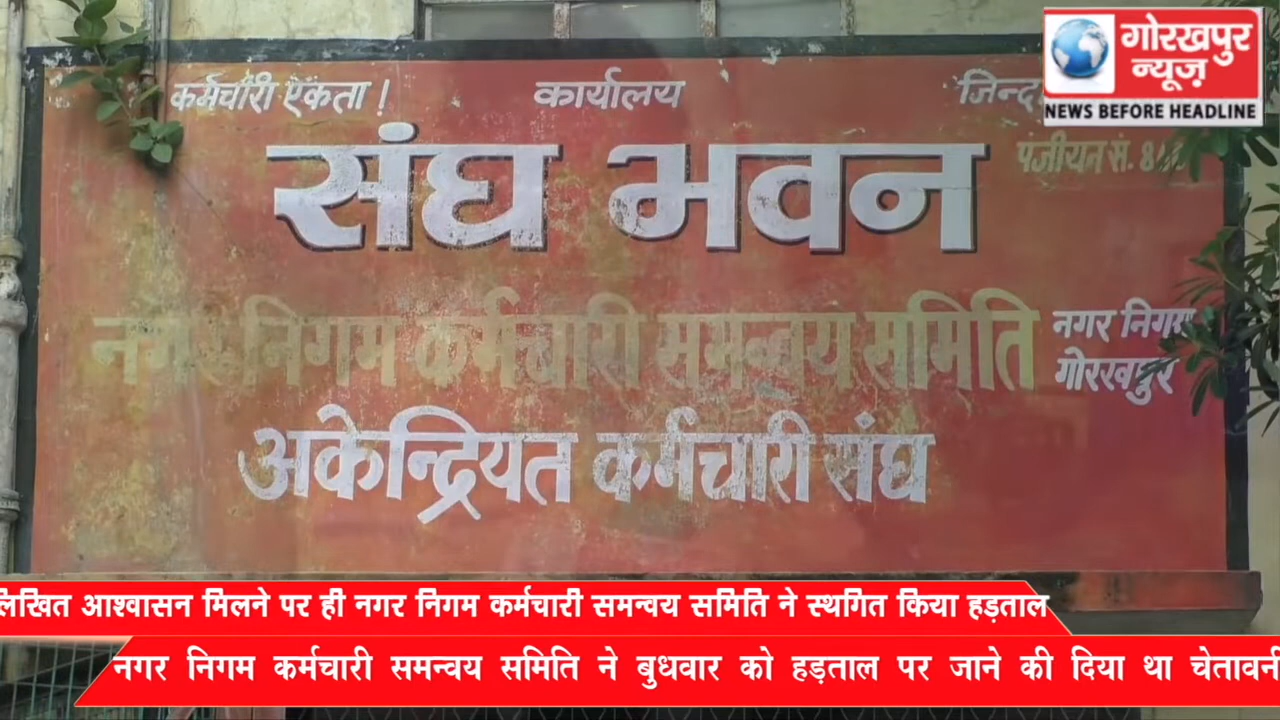 कर्मचारी एकता ! कार्यालय
गोरखपुर
न्यूज़
NEWS BEFORE HEADLINE
संघ भवन
पंजीयन सं.
नगर निगम कर्मचारी समन्वय समिति
नगर निगम
गोरखपुर
अकेन्द्रियत कर्मचारी संघ
लिखित आश्वासन मिलने पर ही नगर निगम कर्मचारी समन्वय समिति ने स्थगित किया हड़ताल
नगर निगम कर्मचारी समन्वय समिति ने बुधवार को हड़ताल पर जाने की दिया था चेतावनी